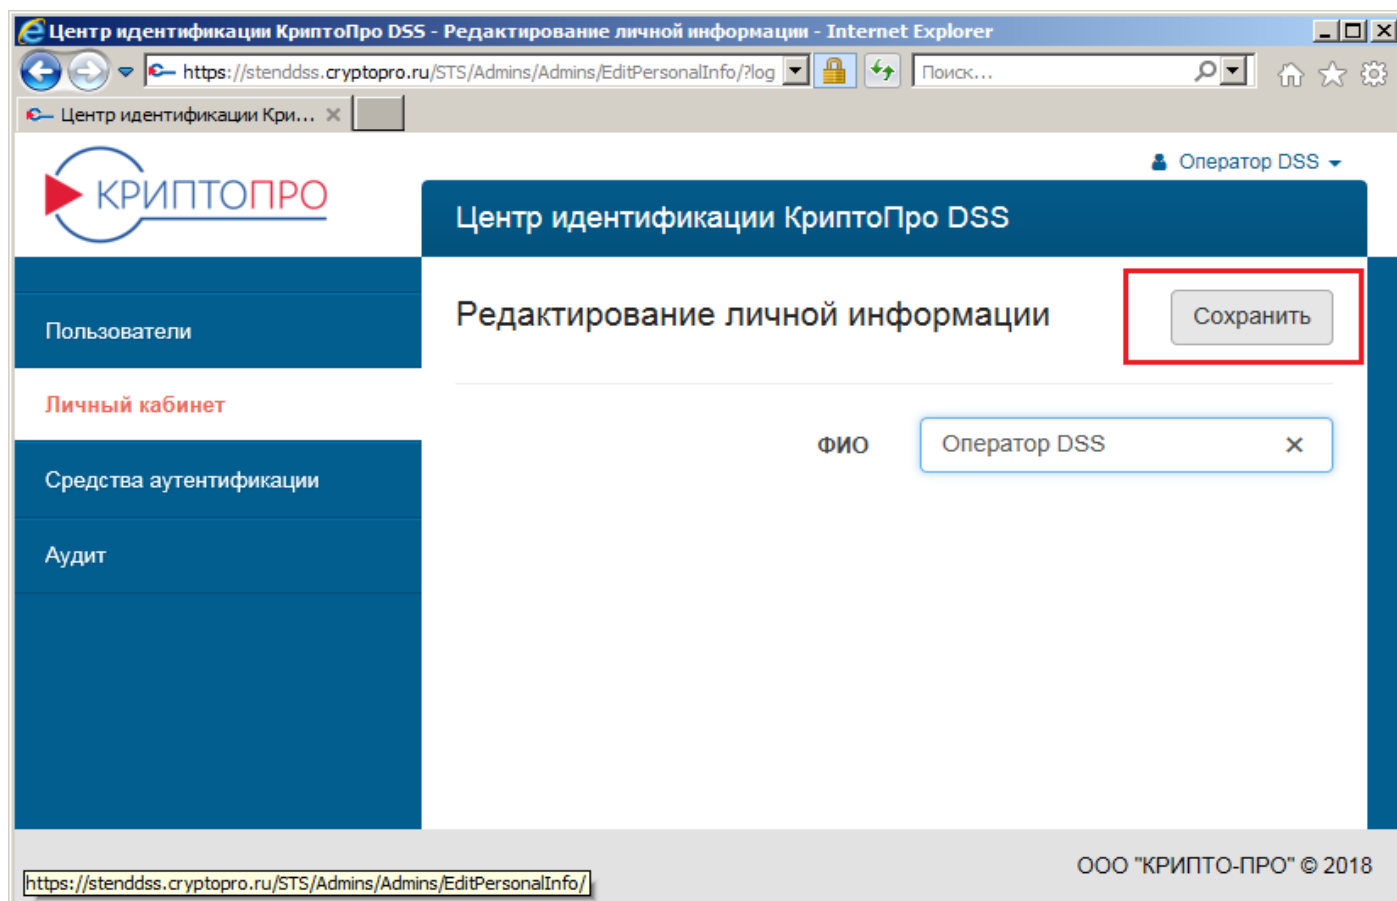 Центр идентификации КриптоПро DSS - Редактирование личной информации - Internet Explorer
https://stenddss.cryptopro.ru/STS/Admins/Admins/EditPersonalInfo/?log
Поиск...
Центр идентификации Кри...
Оператор DSS
КРИПТОПРО
Центр идентификации КриптоПро DSS
Редактирование личной информации
Сохранить
Пользователи
Личный кабинет
ФИО
Оператор DSS
Средства аутентификации
Аудит
ООО "КРИПТО-ПРО" © 2018
https://stenddss.cryptopro.ru/STS/Admins/Admins/EditPersonalInfo/